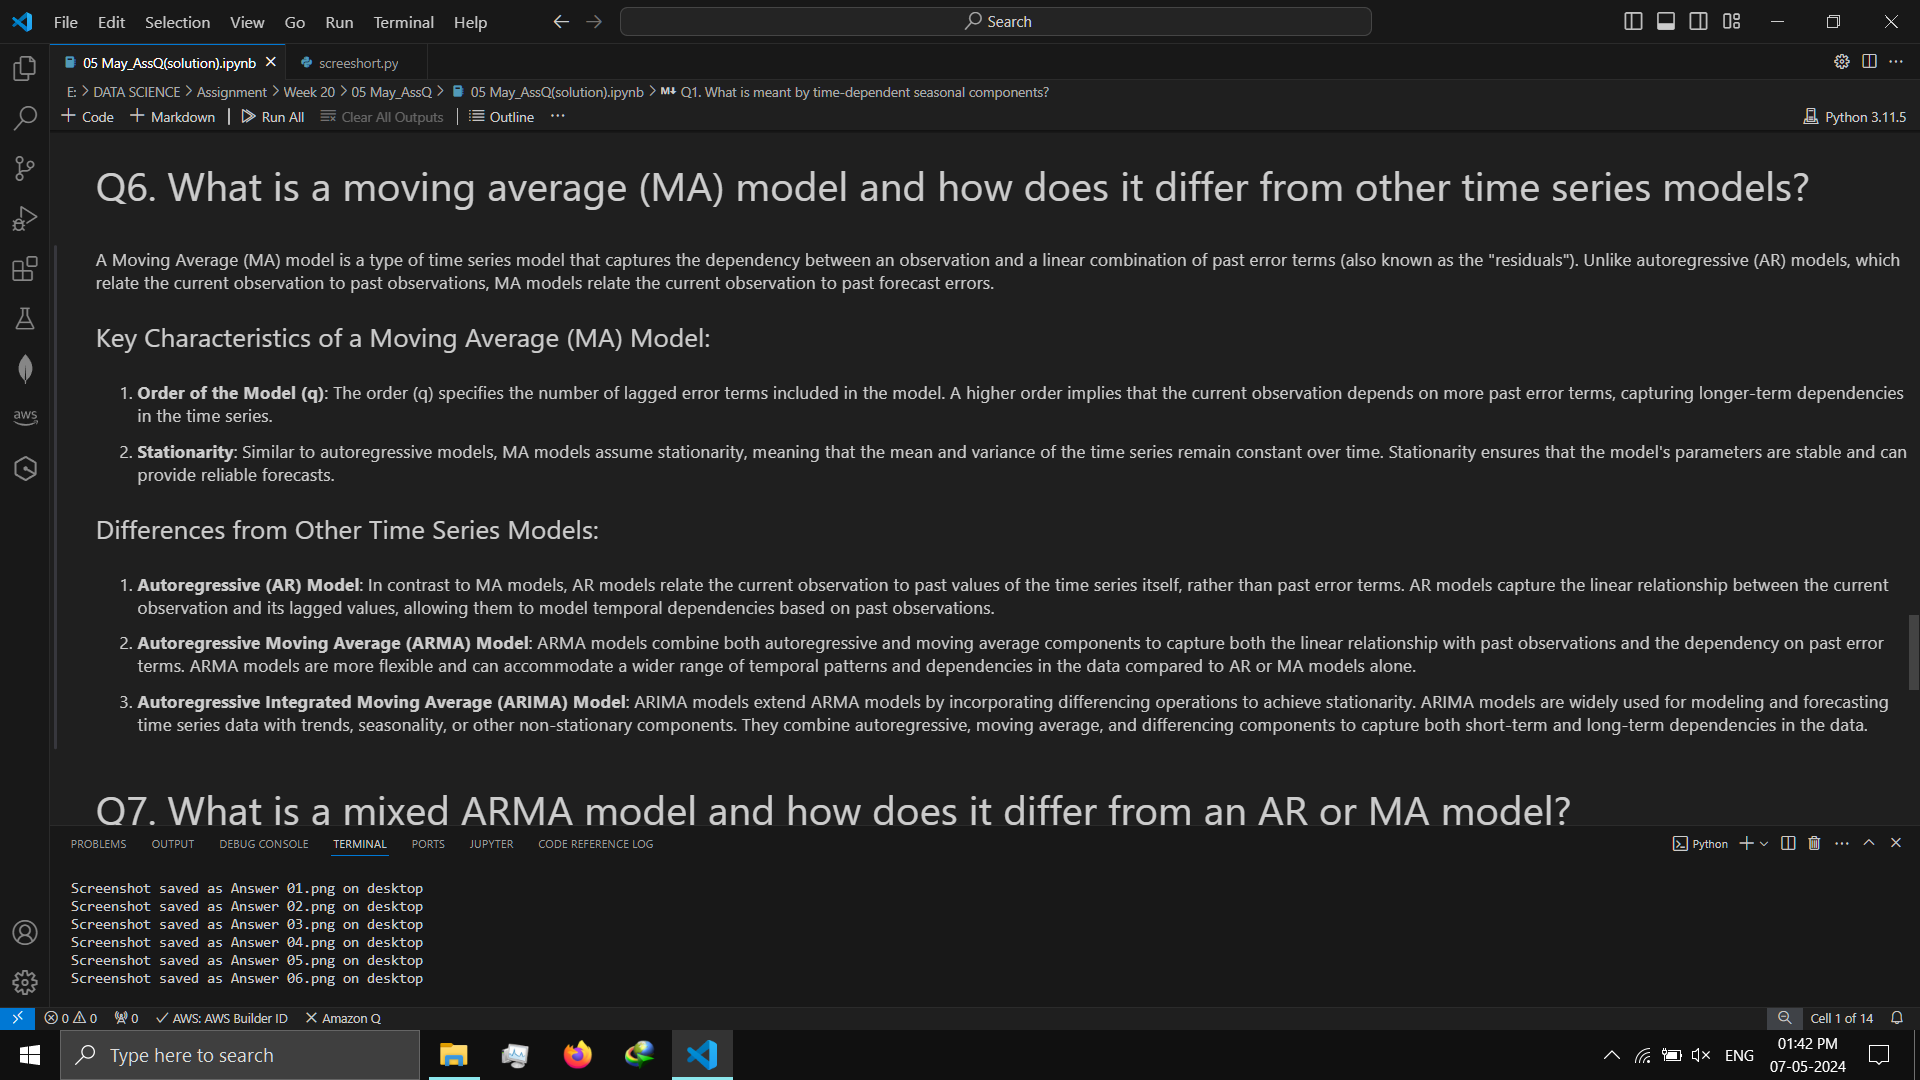 File Edit Selection View Go Run Terminal Help Search
05 May_AssQ(solution).ipynb screeshort.py
E: > DATA SCIENCE > Assignment > Week 20 > 05 May_AssQ > 05 May_AssQ(solution).ipynb > M↓ Q1. What is meant by time-dependent seasonal components?
+ Code + Markdown | Run All Clear All Outputs | Outline ··· Python 3.11.5
Q6. What is a moving average (MA) model and how does it differ from other time series models?
A Moving Average (MA) model is a type of time series model that captures the dependency between an observation and a linear combination of past error terms (also known as the "residuals"). Unlike autoregressive (AR) models, which
relate the current observation to past observations, MA models relate the current observation to past forecast errors.
Key Characteristics of a Moving Average (MA) Model:
1. Order of the Model (q): The order (q) specifies the number of lagged error terms included in the model. A higher order implies that the current observation depends on more past error terms, capturing longer-term dependencies
in the time series.
2. Stationarity: Similar to autoregressive models, MA models assume stationarity, meaning that the mean and variance of the time series remain constant over time. Stationarity ensures that the model's parameters are stable and can
provide reliable forecasts.
Differences from Other Time Series Models:
1. Autoregressive (AR) Model: In contrast to MA models, AR models relate the current observation to past values of the time series itself, rather than past error terms. AR models capture the linear relationship between the current
observation and its lagged values, allowing them to model temporal dependencies based on past observations.
2. Autoregressive Moving Average (ARMA) Model: ARMA models combine both autoregressive and moving average components to capture both the linear relationship with past observations and the dependency on past error
terms. ARMA models are more flexible and can accommodate a wider range of temporal patterns and dependencies in the data compared to AR or MA models alone.
3. Autoregressive Integrated Moving Average (ARIMA) Model: ARIMA models extend ARMA models by incorporating differencing operations to achieve stationarity. ARIMA models are widely used for modeling and forecasting
time series data with trends, seasonality, or other non-stationary components. They combine autoregressive, moving average, and differencing components to capture both short-term and long-term dependencies in the data.
Q7. What is a mixed ARMA model and how does it differ from an AR or MA model?
aws
PROBLEMS OUTPUT DEBUG CONSOLE TERMINAL PORTS JUPYTER CODE REFERENCE LOG Python
Screenshot saved as Answer 01.png on desktop
Screenshot saved as Answer 02.png on desktop
Screenshot saved as Answer 03.png on desktop
Screenshot saved as Answer 04.png on desktop
Screenshot saved as Answer 05.png on desktop
Screenshot saved as Answer 06.png on desktop
0 0 0 AWS: AWS Builder ID Amazon Q Cell 1 of 14
Type here to search ENG 01:42 PM
07-05-2024